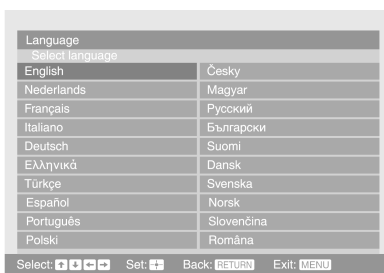 Language
Select language
English Česky
Nederlands Magyar
Français Русский
Italiano Български
Deutsch Suomi
Ελληνικά Dansk
Türkçe Svenska
Español Norsk
Português Slovenčina
Polski Româna
Select: ↑ ↓ ← → Set: Back: RETURN Exit: MENU